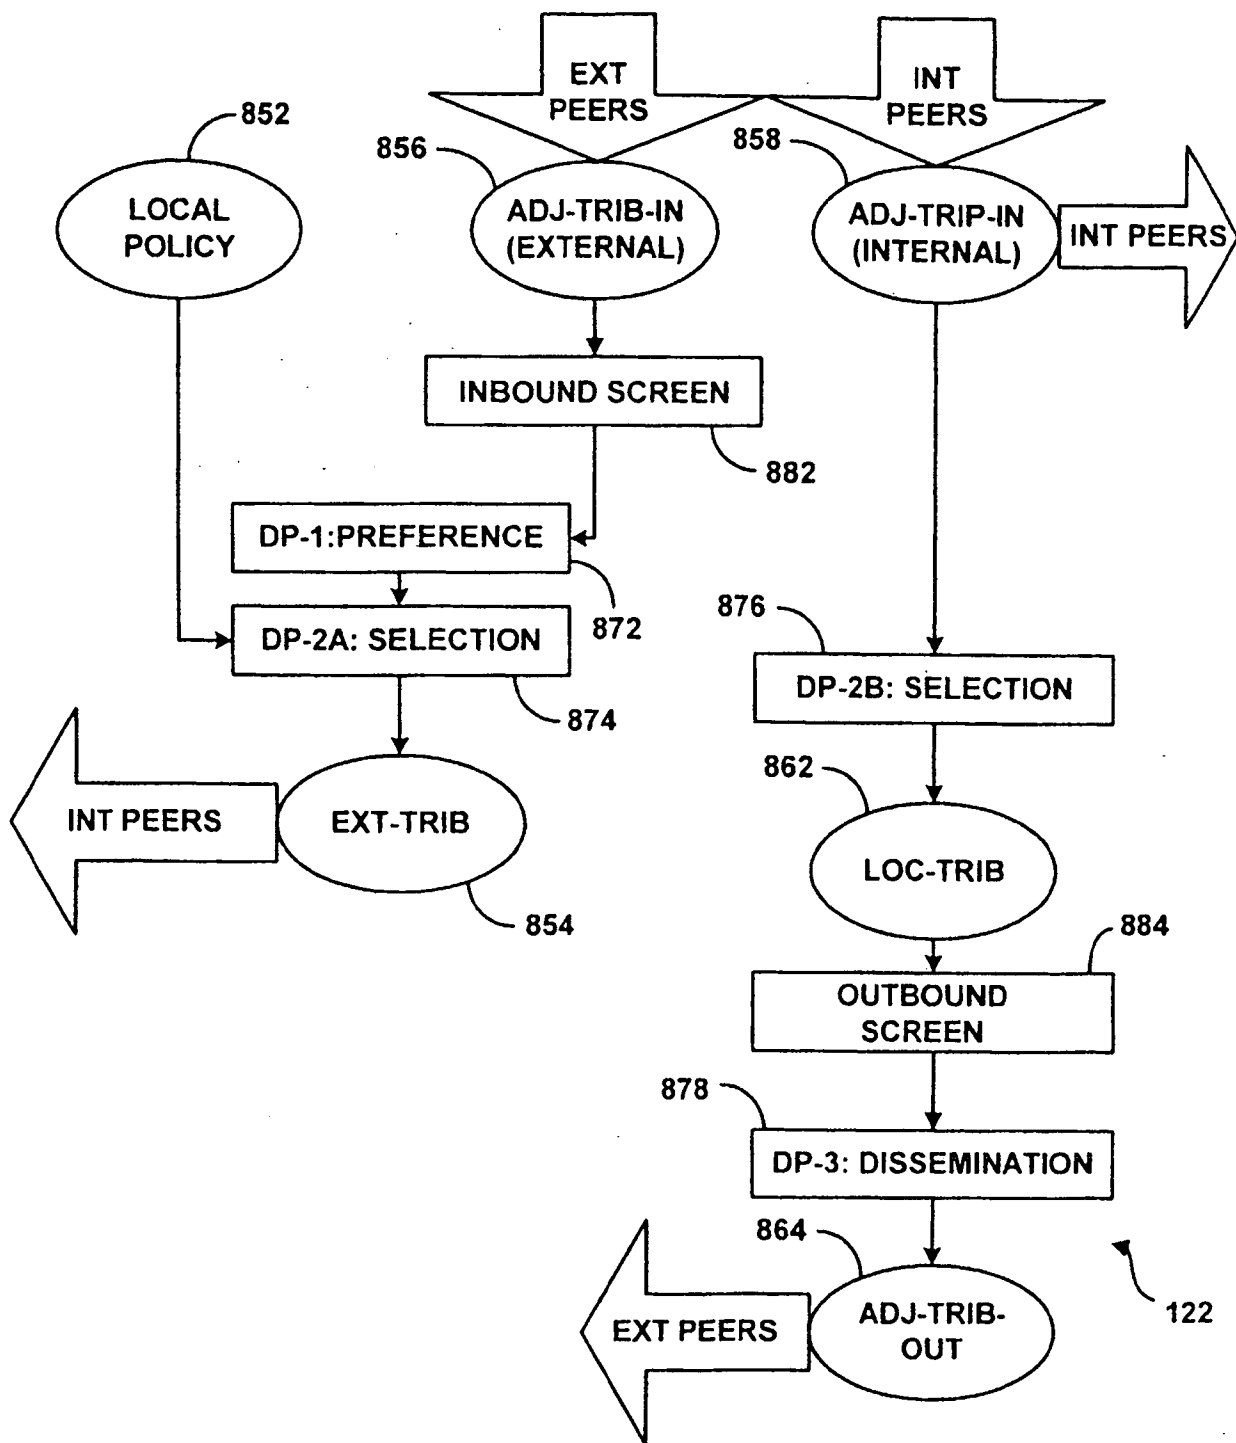 EXT
PEERS
INT
PEERS
852
856
858
LOCAL
POLICY
ADJ-TRIB-IN
(EXTERNAL)
ADJ-TRIP-IN
(INTERNAL)
INT PEERS
INBOUND SCREEN
882
DP-1:PREFERENCE
872
DP-2A: SELECTION
874
876
DP-2B: SELECTION
INT PEERS
EXT-TRIB
854
862
LOC-TRIB
884
OUTBOUND
SCREEN
878
DP-3: DISSEMINATION
864
EXT PEERS
ADJ-TRIB-
OUT
122